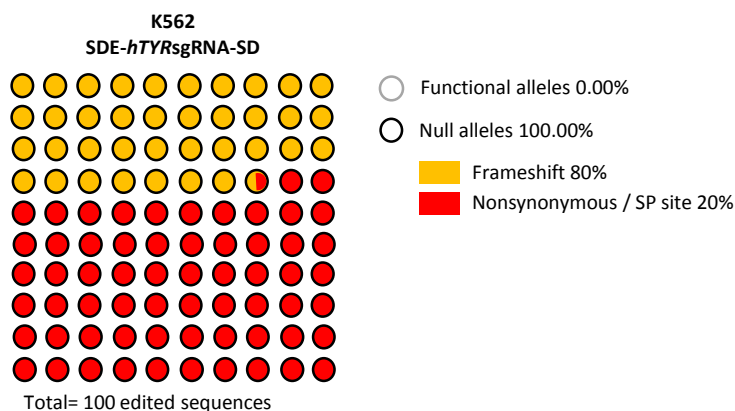 K562
SDE-hTYRsgRNA-SD
Functional alleles 0.00%
Null alleles 100.00%
Frameshift 80%
Nonsynonymous / SP site 20%
Total= 100 edited sequences